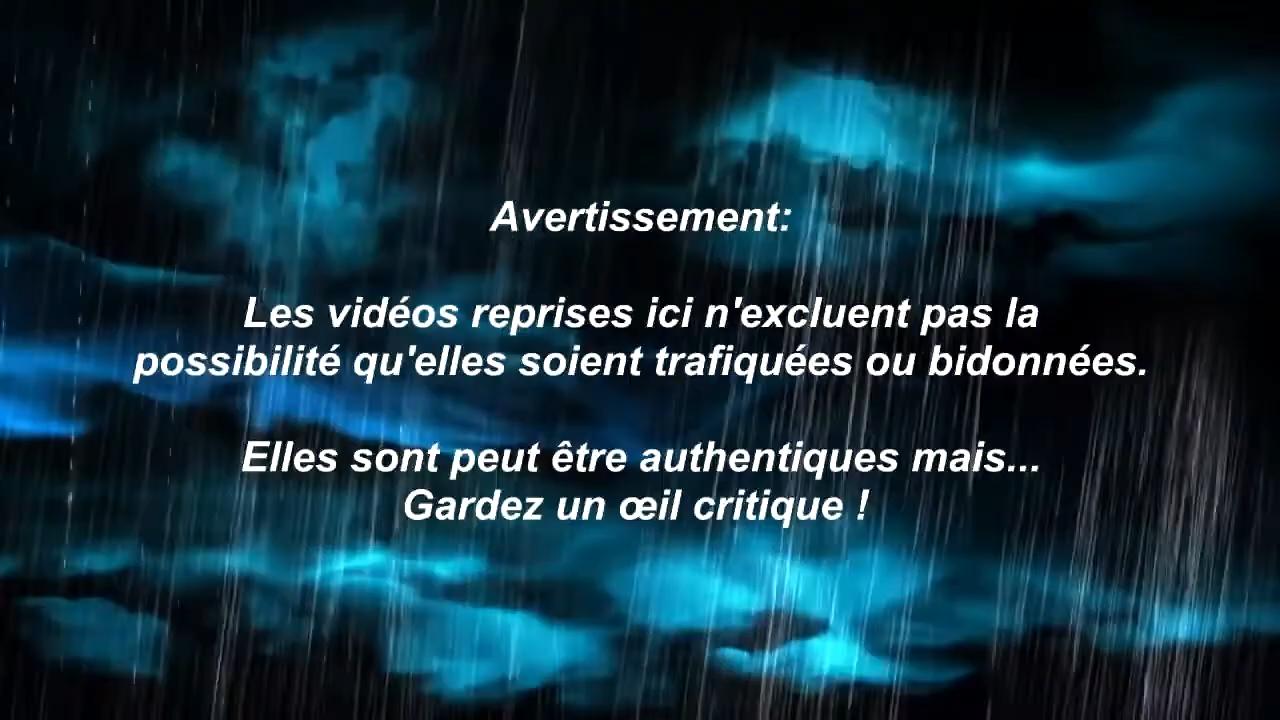 Avertissement:
Les vidéos reprises ici n'excluent pas la
possibilité qu'elles soient trafiquées ou bidonnées.
Elles sont peut être authentiques mais...
Gardez un œil critique !